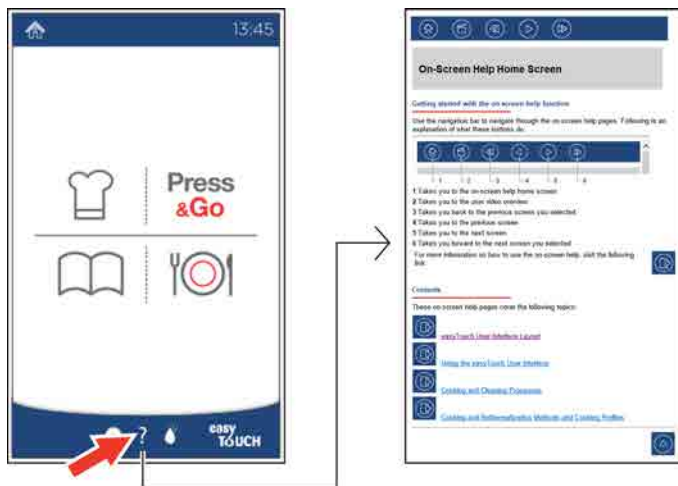 13:45
Press
&Go
?
easy
TOUCH
On-Screen Help Home Screen
Getting started with the on-screen help function
Use the navigation bar to navigate through the on-screen help pages. Following is an
explanation of what these buttons do.
1 2 3 4 5 6
1 Takes you to the on-screen help home screen
2 Takes you to the user video overview
3 Takes you back to the previous screen you selected
4 Takes you to the previous screen
5 Takes you to the next screen
6 Takes you forward to the next screen you selected
For more information on how to use the on-screen help, visit the following
link:
Contents
These on-screen help pages cover the following topics:
easyTouch User Interface Layout
Using the easyTouch User Interface
Cooking and Cleaning Processes
Cooking and Rethermalization Methods and Cooking Profiles